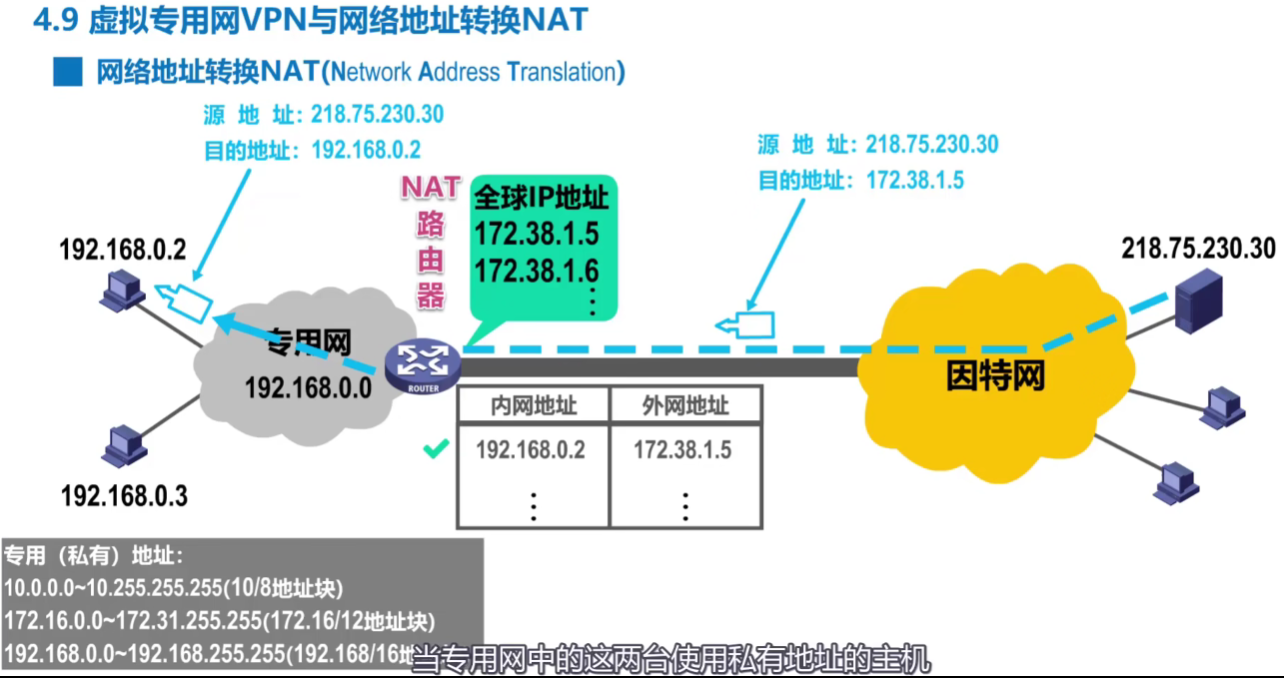 4.9 虚拟专用网VPN与网络地址转换NAT
网络地址转换NAT(Network Address Translation)
源 地 址：218.75.230.30
目的地址：192.168.0.2
源 地 址：218.75.230.30
目的地址：172.38.1.5
NAT
路
由
器
全球IP地址
172.38.1.5
172.38.1.6
⋮
192.168.0.2
218.75.230.30
专用网
192.168.0.0
ROUTER
因特网
内网地址 外网地址
192.168.0.2 172.38.1.5
⋮ ⋮
192.168.0.3
专用（私有）地址：
10.0.0.0~10.255.255.255(10/8地址块)
172.16.0.0~172.31.255.255(172.16/12地址块)
192.168.0.0~192.168.255.255(192.168/16地
当专用网中的这两台使用私有地址的主机